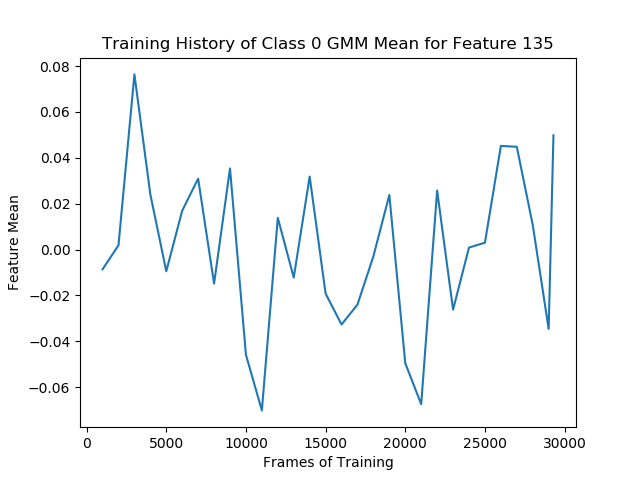 Training History of Class 0 GMM Mean for Feature 135
0.08
0.06
0.04
0.02
0.00
−0.02
−0.04
−0.06
Feature Mean
0 5000 10000 15000 20000 25000 30000
Frames of Training